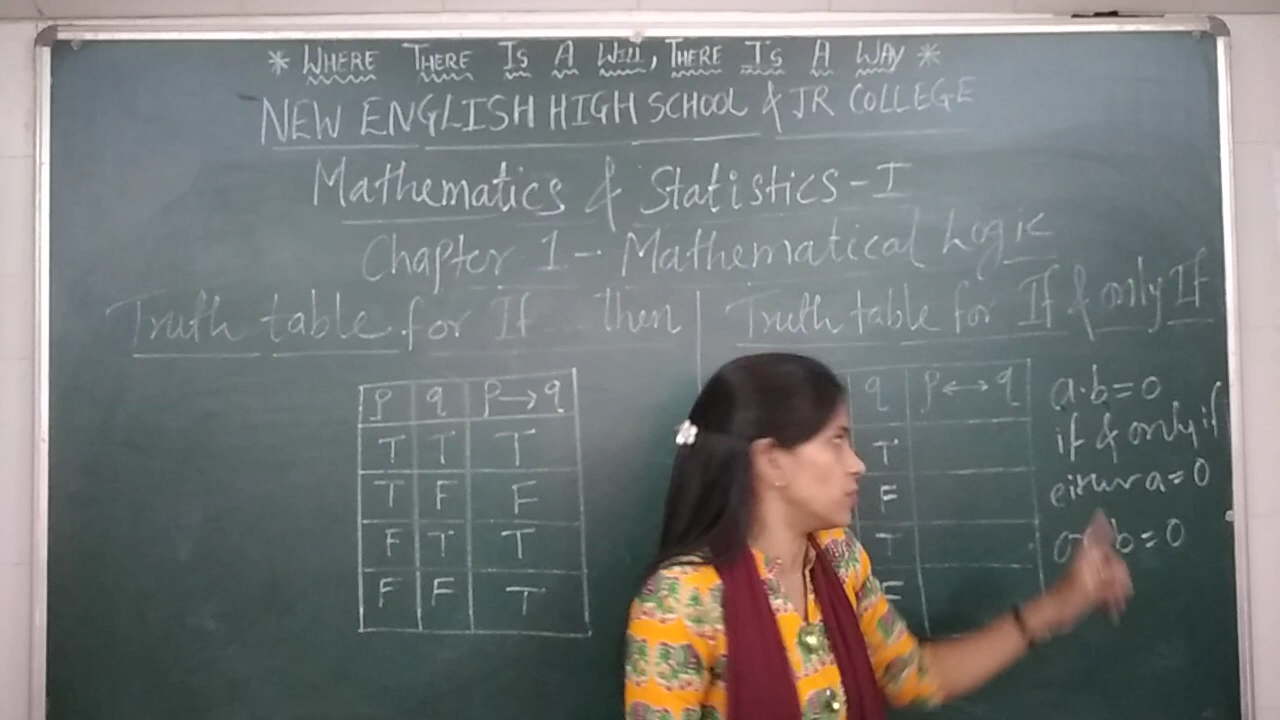 * WHERE THERE IS A WILL, THERE IS A WAY *
NEW ENGLISH HIGH SCHOOL & JR COLLEGE
Mathematics & Statistics - I
Chapter 1 - Mathematical Logic
Truth table for If ... then
p q p→q
T T T
T F F
F T T
F F T
Truth table for If & only If
q p↔q
T
F
T
F
a·b=0
if & only if
either a=0
b=0